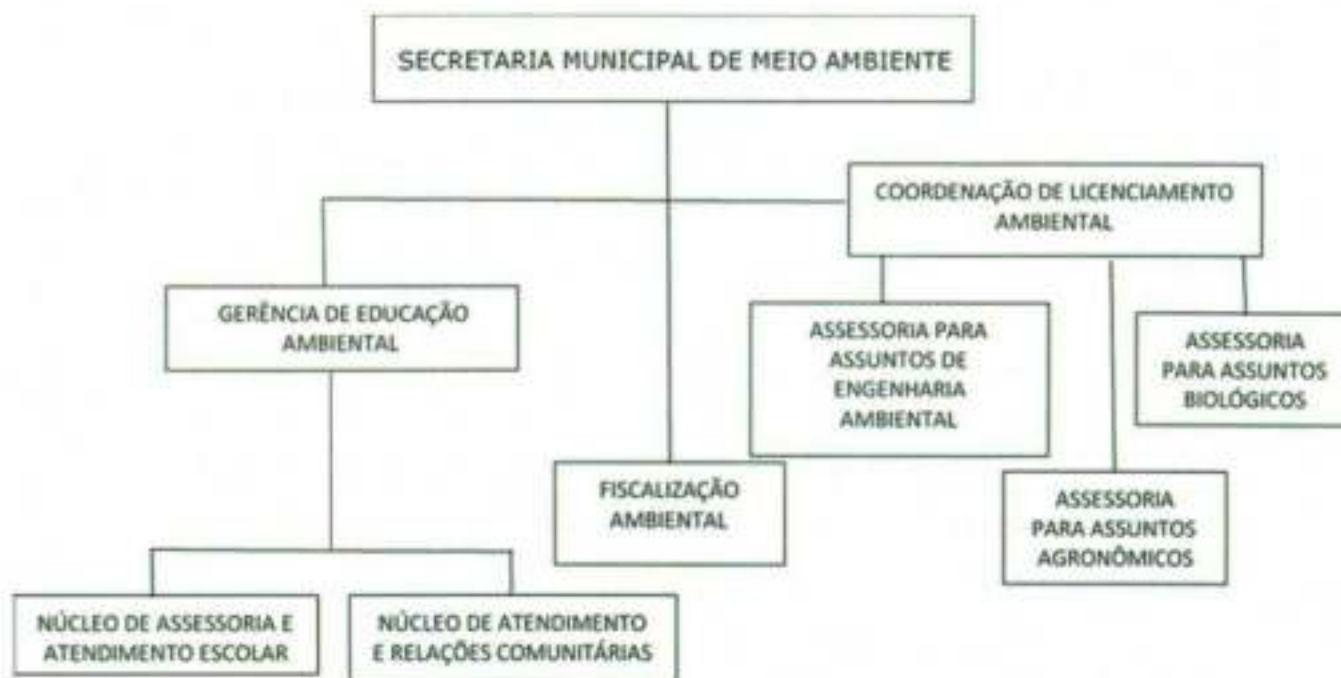 SECRETARIA MUNICIPAL DE MEIO AMBIENTE
COORDENAÇÃO DE LICENCIAMENTO
AMBIENTAL
GERÊNCIA DE EDUCAÇÃO
AMBIENTAL
ASSESSORIA PARA
ASSUNTOS DE
ENGENHARIA
AMBIENTAL
ASSESSORIA
PARA ASSUNTOS
BIOLÓGICOS
FISCALIZAÇÃO
AMBIENTAL
ASSESSORIA
PARA ASSUNTOS
AGRONÔMICOS
NÚCLEO DE ASSESSORIA E
ATENDIMENTO ESCOLAR
NÚCLEO DE ATENDIMENTO
E RELAÇÕES COMUNITÁRIAS